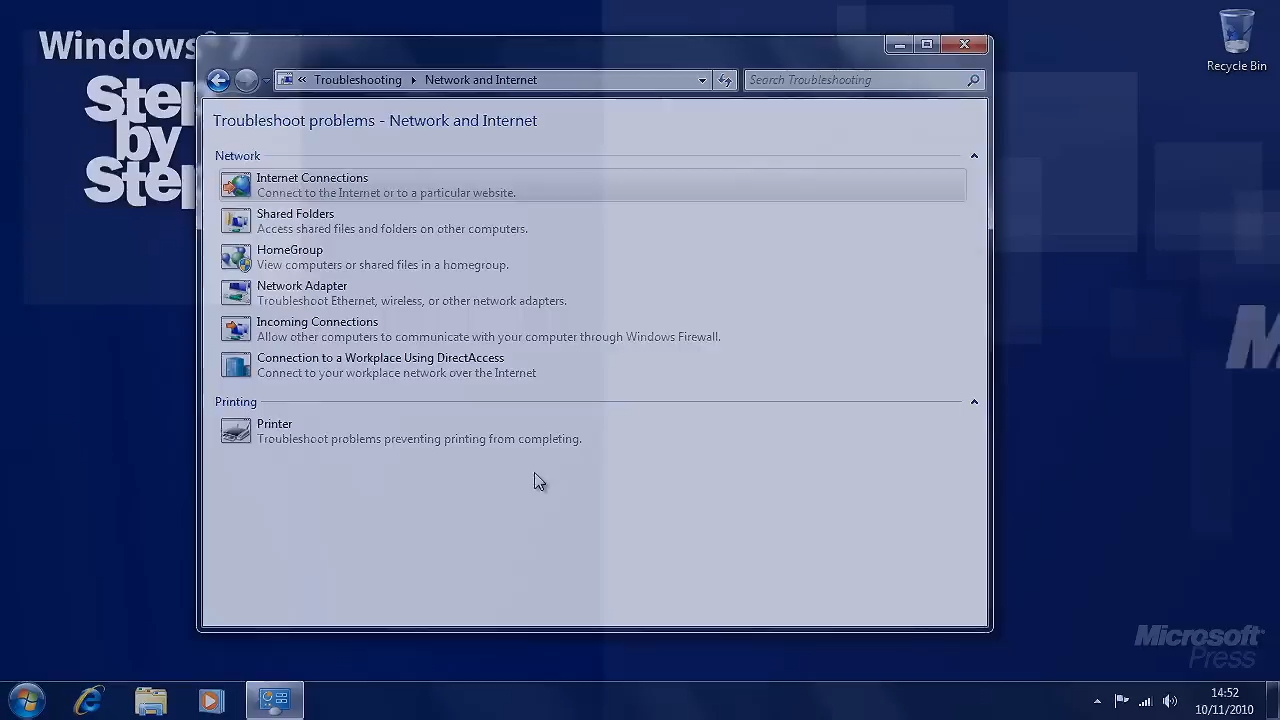 Windows 7
Step
by
Step
Recycle Bin
« Troubleshooting Network and Internet
Search Troubleshooting
Troubleshoot problems - Network and Internet
Network
Internet Connections
Connect to the Internet or to a particular website.
Shared Folders
Access shared files and folders on other computers.
HomeGroup
View computers or shared files in a homegroup.
Network Adapter
Troubleshoot Ethernet, wireless, or other network adapters.
Incoming Connections
Allow other computers to communicate with your computer through Windows Firewall.
Connection to a Workplace Using DirectAccess
Connect to your workplace network over the Internet
Printing
Printer
Troubleshoot problems preventing printing from completing.
M
Microsoft
Press
14:52
10/11/2010